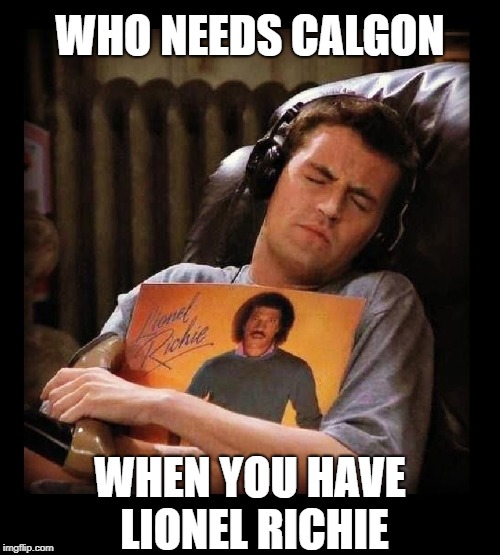 WHO NEEDS CALGON
Lionel
Richie
WHEN YOU HAVE
LIONEL RICHIE
imgflip.com